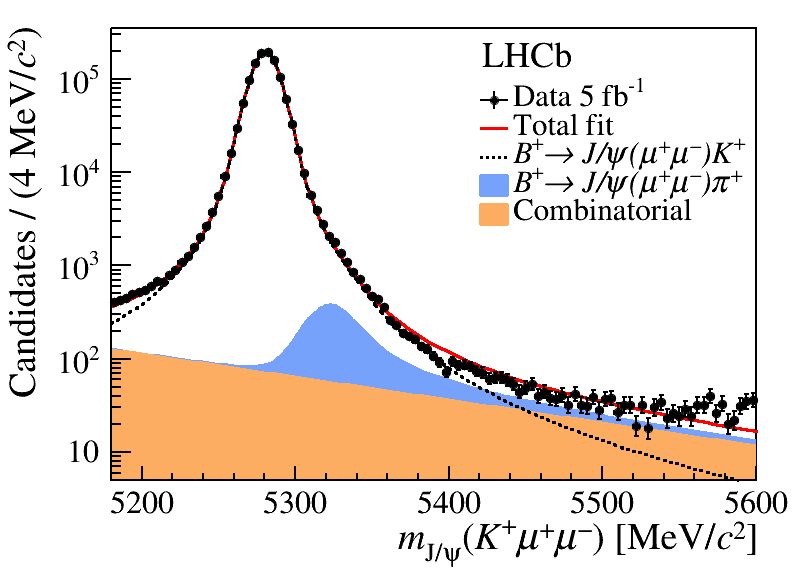 LHCb
Data 5 fb⁻¹
Total fit
B⁺→ J/ψ(μ⁺μ⁻)K⁺
B⁺→ J/ψ(μ⁺μ⁻)π⁺
Combinatorial
Candidates / (4 MeV/c²)
10⁵
10⁴
10³
10²
10
5200 5300 5400 5500 5600
m_J/ψ(K⁺μ⁺μ⁻) [MeV/c²]